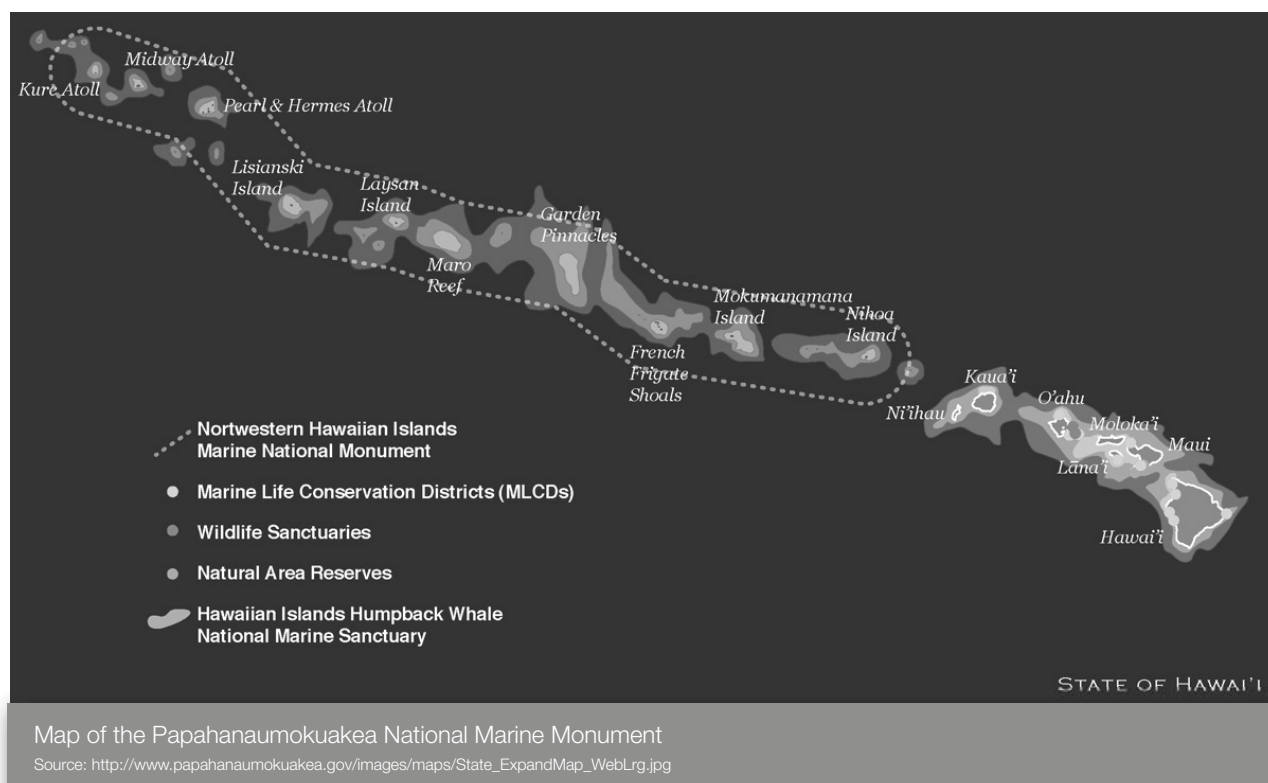 Midway Atoll
Kure Atoll
Pearl & Hermes Atoll
Lisianski
Island
Laysan
Island
Garden
Pinnacles
Maro
Reef
Mokumanamana
Island
Nihoa
Island
French
Frigate
Shoals
Kaua'i
Ni'ihau
O'ahu
Moloka'i
Maui
Lāna'i
Hawai'i
Nortwestern Hawaiian Islands
Marine National Monument
Marine Life Conservation Districts (MLCDs)
Wildlife Sanctuaries
Natural Area Reserves
Hawaiian Islands Humpback Whale
National Marine Sanctuary
STATE OF HAWAI'I
Map of the Papahanaumokuakea National Marine Monument
Source: http://www.papahanaumokuakea.gov/images/maps/State_ExpandMap_WebLrg.jpg